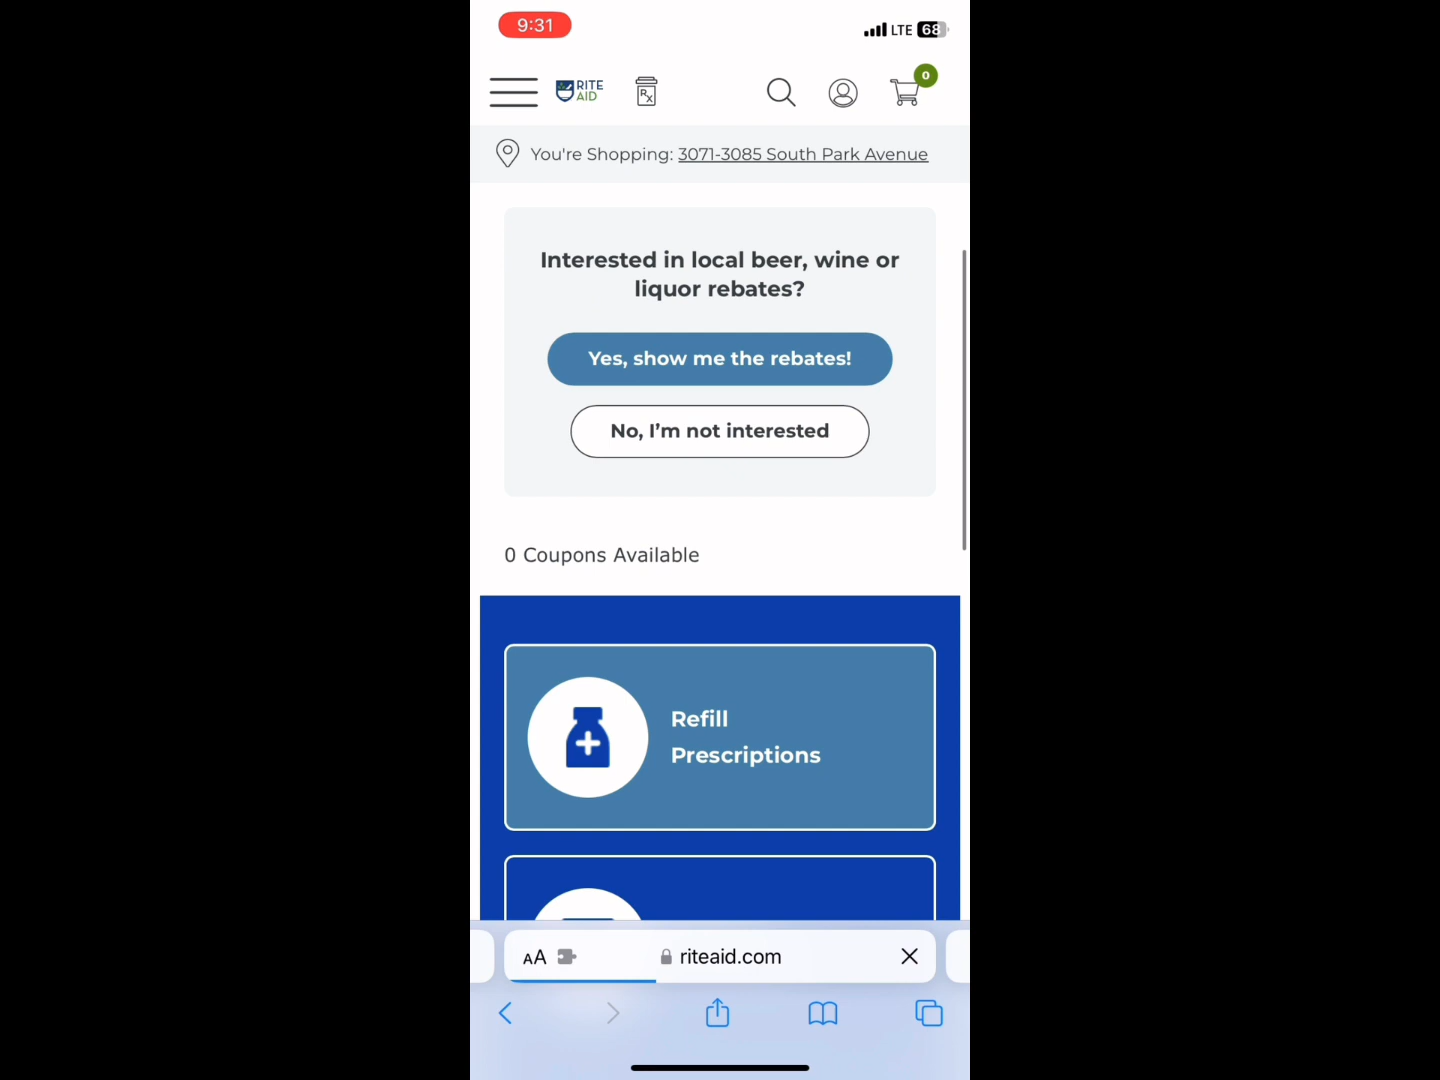 9:31
LTE 68
RITE
AID
Rx
0
You're Shopping: 3071-3085 South Park Avenue
Interested in local beer, wine or
liquor rebates?
Yes, show me the rebates!
No, I’m not interested
0 Coupons Available
Refill
Prescriptions
AA
riteaid.com